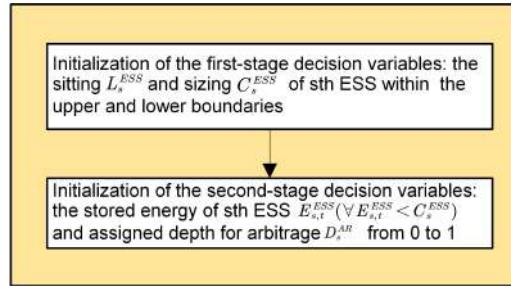 Initialization of the first-stage decision variables: the
sitting L_s^{ESS} and sizing C_s^{ESS} of sth ESS within the
upper and lower boundaries
Initialization of the second-stage decision variables:
the stored energy of sth ESS E_{s,t}^{ESS}(∀E_{s,t}^{ESS}<C_s^{ESS})
and assigned depth for arbitrage D_s^{AR} from 0 to 1